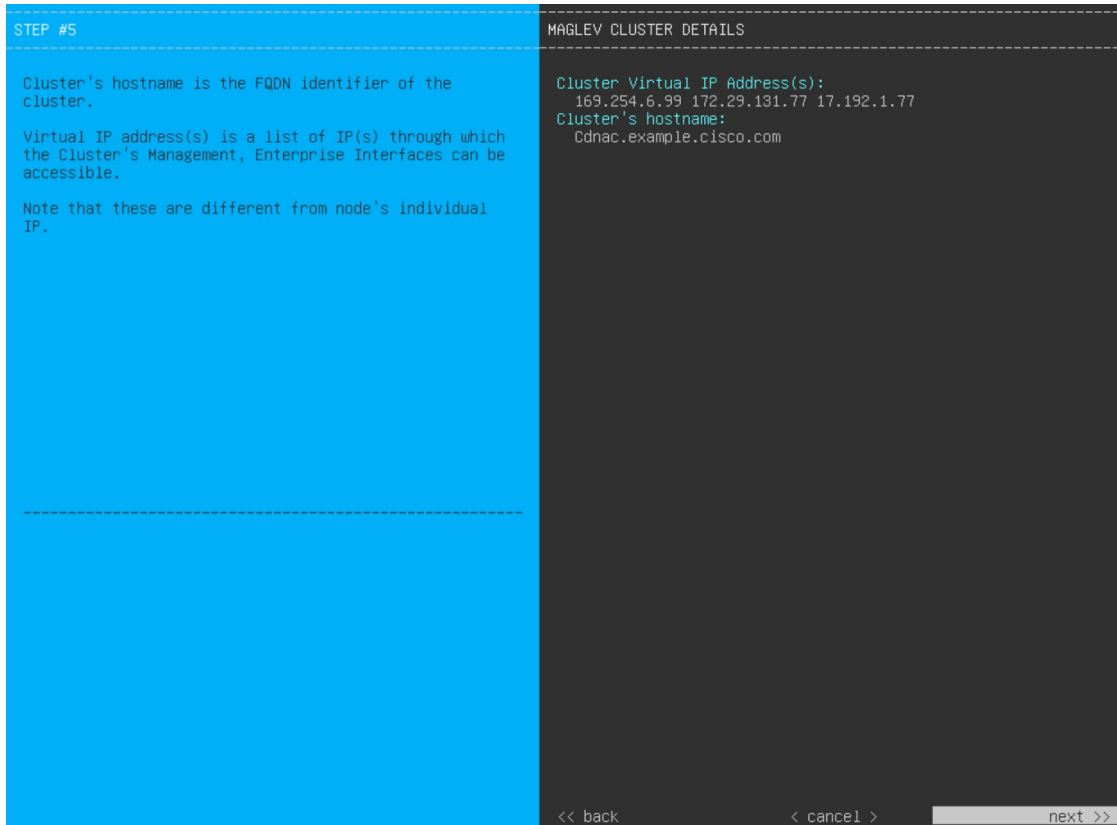 STEP #5
Cluster's hostname is the FQDN identifier of the
cluster.
Virtual IP address(s) is a list of IP(s) through which
the Cluster's Management, Enterprise Interfaces can be
accessible.
Note that these are different from node's individual
IP.
MAGLEV CLUSTER DETAILS
Cluster Virtual IP Address(s):
169.254.6.99 172.29.131.77 17.192.1.77
Cluster's hostname:
Cdnac.example.cisco.com
<< back < cancel > next >>